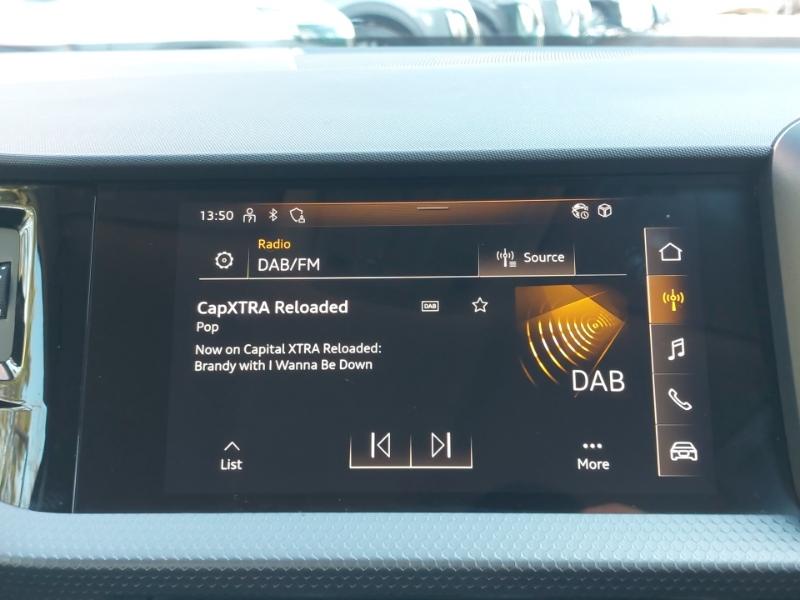 13:50
Radio
DAB/FM
Source
CapXTRA Reloaded
DAB
Pop
Now on Capital XTRA Reloaded:
Brandy with I Wanna Be Down
DAB
List
More